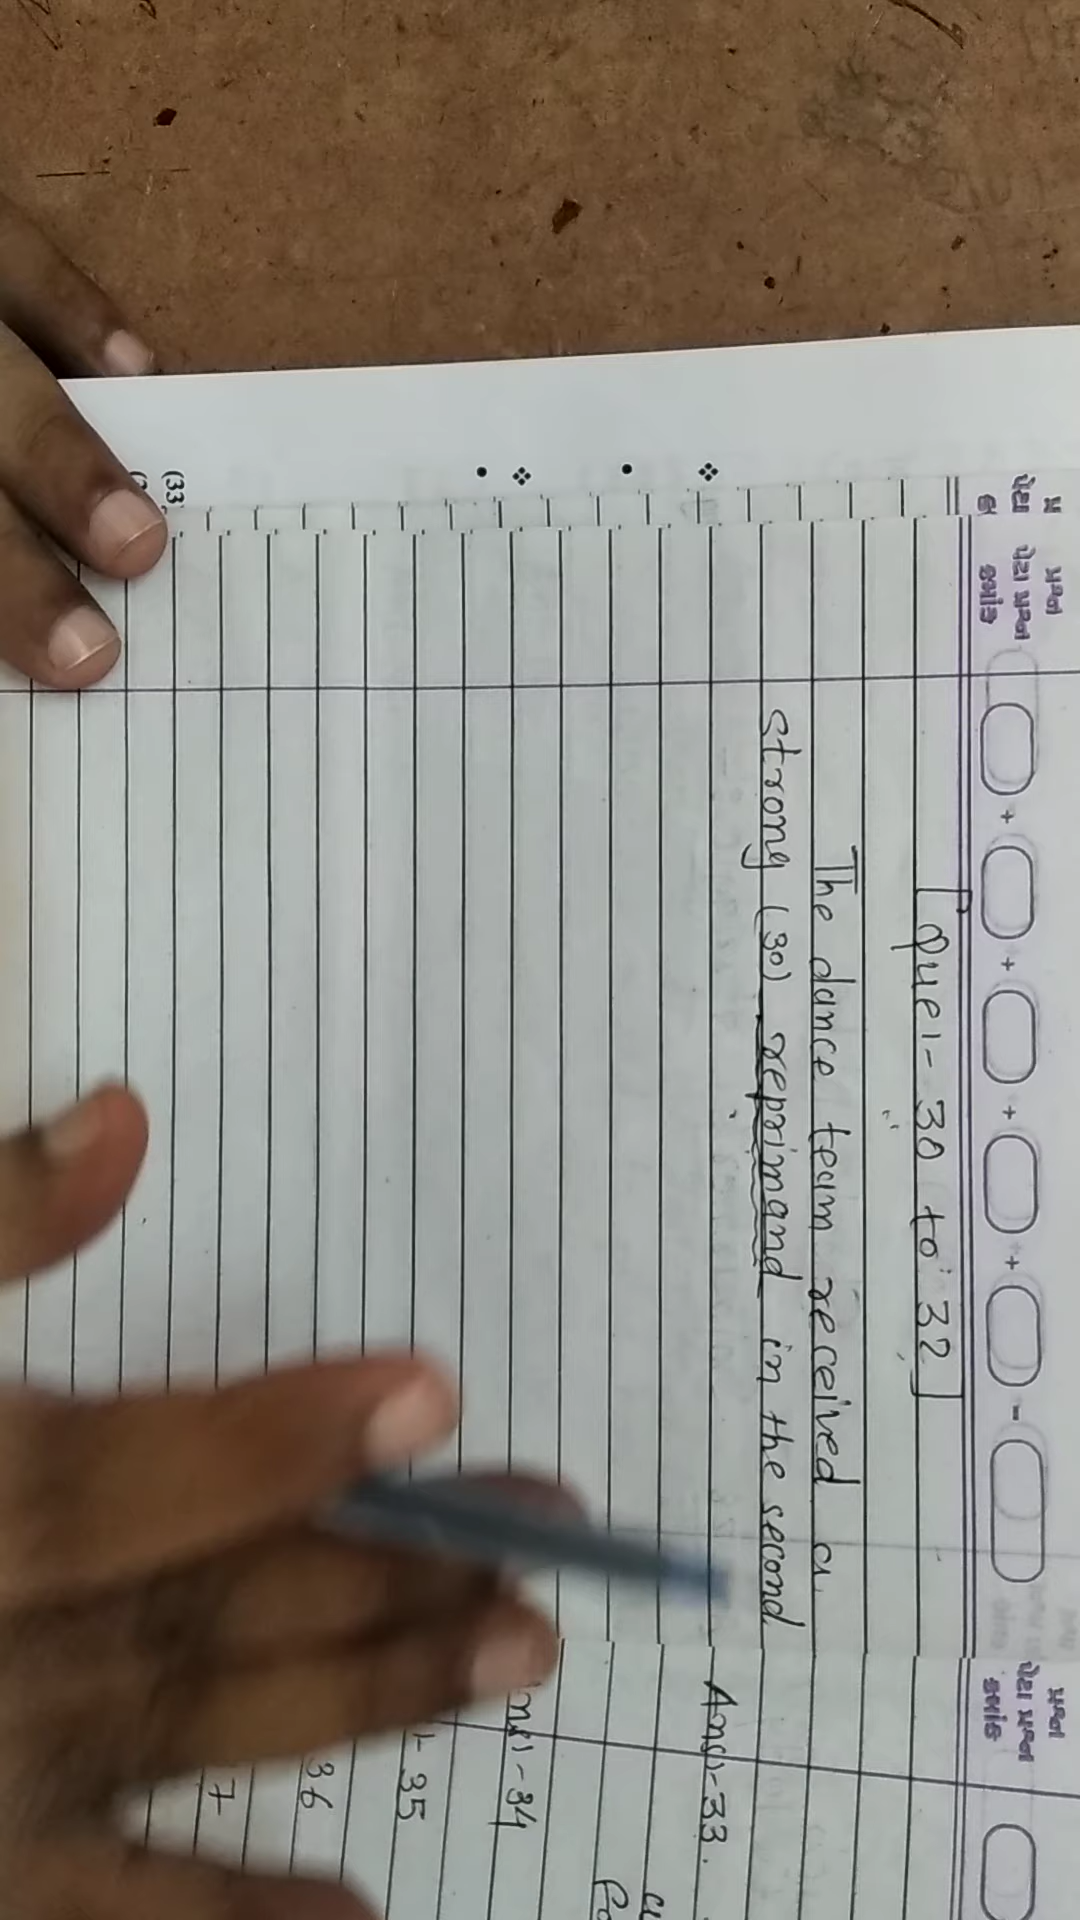 પ્રશ્ન
પેટા પ્રશ્ન
ક્રમાંક
+ + + + -
Que:- 30 to 32
The dance team received a
strong (30) reprimand in the second
(33)
પ્રશ્ન
પેટા પ્રશ્ન
ક્રમાંક
Ans:-33.
ns:-34
:-35
36
7